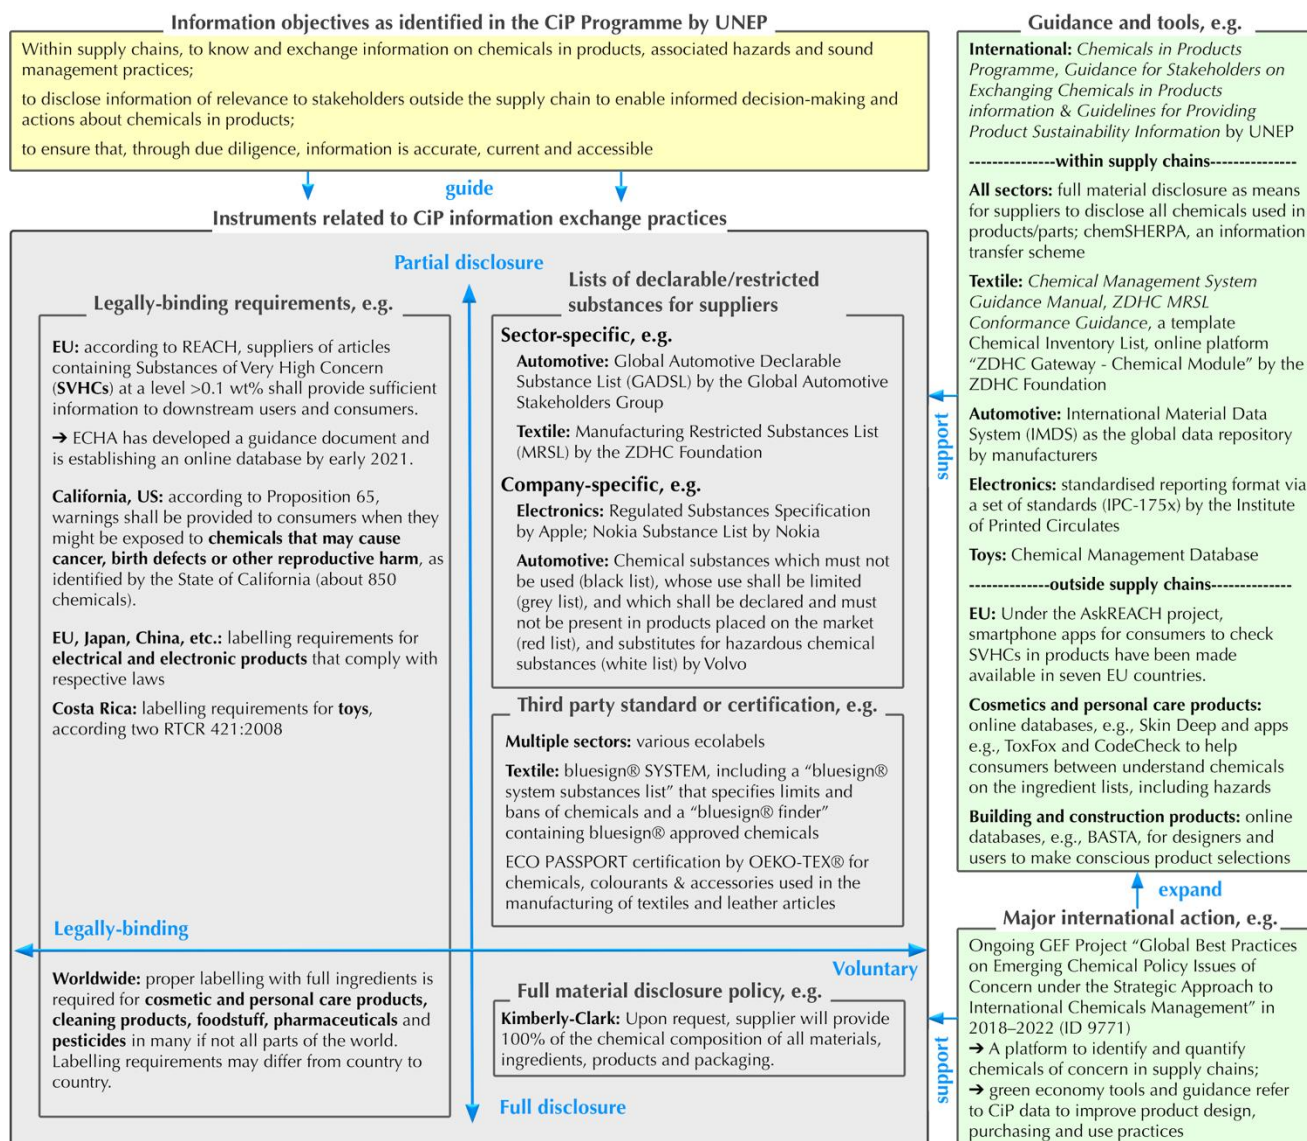 Information objectives as identified in the CiP Programme by UNEP
Within supply chains, to know and exchange information on chemicals in products, associated hazards and sound
management practices;
to disclose information of relevance to stakeholders outside the supply chain to enable informed decision-making and
actions about chemicals in products;
to ensure that, through due diligence, information is accurate, current and accessible
guide
Instruments related to CiP information exchange practices
Partial disclosure
Legally-binding requirements, e.g.
EU: according to REACH, suppliers of articles
containing Substances of Very High Concern
(SVHCs) at a level >0.1 wt% shall provide sufficient
information to downstream users and consumers.
➔ ECHA has developed a guidance document and
is establishing an online database by early 2021.
California, US: according to Proposition 65,
warnings shall be provided to consumers when they
might be exposed to chemicals that may cause
cancer, birth defects or other reproductive harm, as
identified by the State of California (about 850
chemicals).
EU, Japan, China, etc.: labelling requirements for
electrical and electronic products that comply with
respective laws
Costa Rica: labelling requirements for toys,
according two RTCR 421:2008
Lists of declarable/restricted
substances for suppliers
Sector-specific, e.g.
Automotive: Global Automotive Declarable
Substance List (GADSL) by the Global Automotive
Stakeholders Group
Textile: Manufacturing Restricted Substances List
(MRSL) by the ZDHC Foundation
Company-specific, e.g.
Electronics: Regulated Substances Specification
by Apple; Nokia Substance List by Nokia
Automotive: Chemical substances which must not
be used (black list), whose use shall be limited
(grey list), and which shall be declared and must
not be present in products placed on the market
(red list), and substitutes for hazardous chemical
substances (white list) by Volvo
Third party standard or certification, e.g.
Multiple sectors: various ecolabels
Textile: bluesign® SYSTEM, including a “bluesign®
system substances list” that specifies limits and
bans of chemicals and a “bluesign® finder”
containing bluesign® approved chemicals
ECO PASSPORT certification by OEKO-TEX® for
chemicals, colourants & accessories used in the
manufacturing of textiles and leather articles
Legally-binding
Voluntary
Worldwide: proper labelling with full ingredients is
required for cosmetic and personal care products,
cleaning products, foodstuff, pharmaceuticals and
pesticides in many if not all parts of the world.
Labelling requirements may differ from country to
country.
Full material disclosure policy, e.g.
Kimberly-Clark: Upon request, supplier will provide
100% of the chemical composition of all materials,
ingredients, products and packaging.
Full disclosure
support
support
Guidance and tools, e.g.
International: Chemicals in Products
Programme, Guidance for Stakeholders on
Exchanging Chemicals in Products
information & Guidelines for Providing
Product Sustainability Information by UNEP
---------------within supply chains---------------
All sectors: full material disclosure as means
for suppliers to disclose all chemicals used in
products/parts; chemSHERPA, an information
transfer scheme
Textile: Chemical Management System
Guidance Manual, ZDHC MRSL
Conformance Guidance, a template
Chemical Inventory List, online platform
“ZDHC Gateway - Chemical Module” by the
ZDHC Foundation
Automotive: International Material Data
System (IMDS) as the global data repository
by manufacturers
Electronics: standardised reporting format via
a set of standards (IPC-175x) by the Institute
of Printed Circulates
Toys: Chemical Management Database
--------------outside supply chains--------------
EU: Under the AskREACH project,
smartphone apps for consumers to check
SVHCs in products have been made
available in seven EU countries.
Cosmetics and personal care products:
online databases, e.g., Skin Deep and apps
e.g., ToxFox and CodeCheck to help
consumers between understand chemicals
on the ingredient lists, including hazards
Building and construction products: online
databases, e.g., BASTA, for designers and
users to make conscious product selections
expand
Major international action, e.g.
Ongoing GEF Project “Global Best Practices
on Emerging Chemical Policy Issues of
Concern under the Strategic Approach to
International Chemicals Management” in
2018–2022 (ID 9771)
➔ A platform to identify and quantify
chemicals of concern in supply chains;
➔ green economy tools and guidance refer
to CiP data to improve product design,
purchasing and use practices